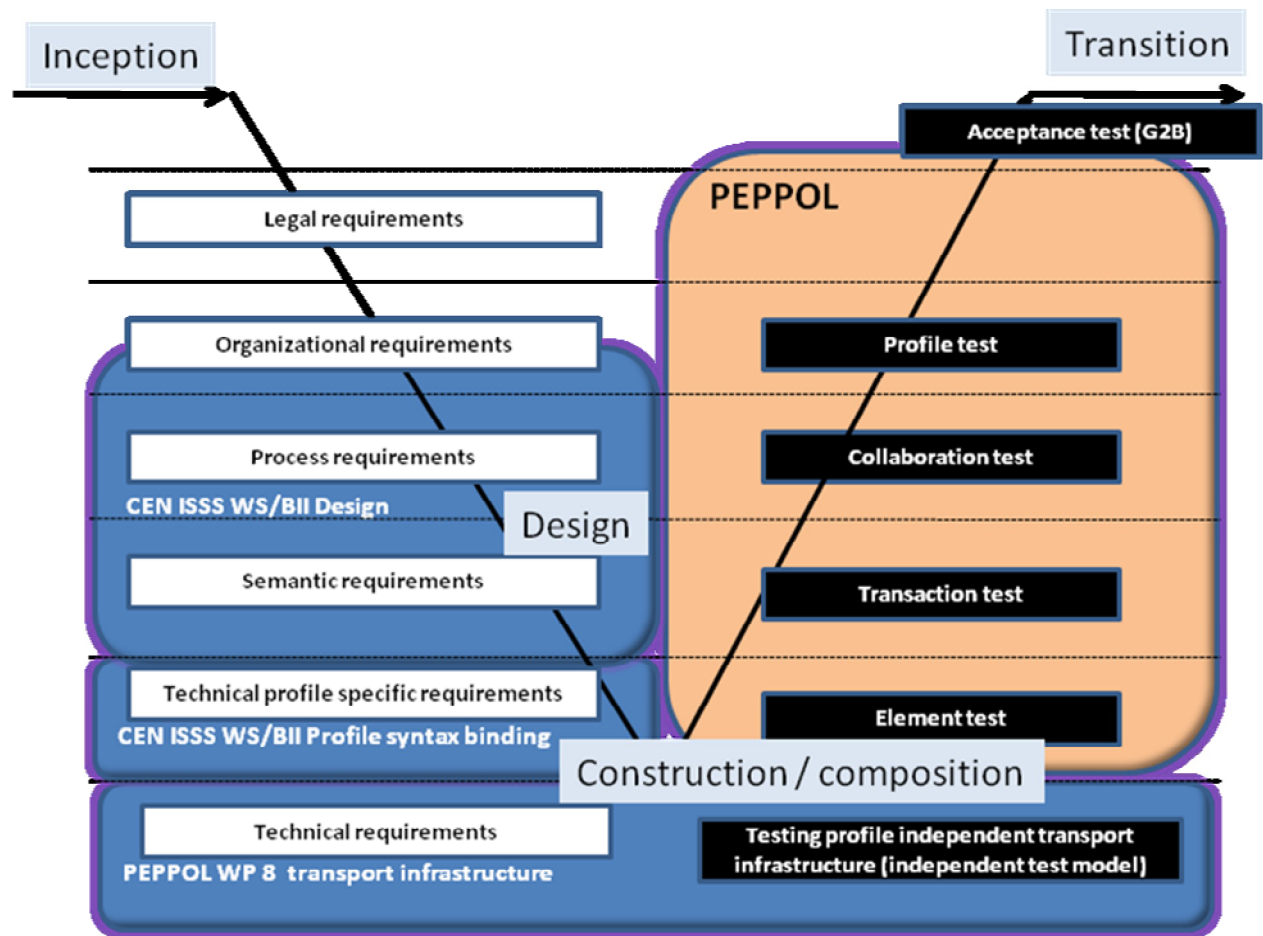 Inception
Transition
Acceptance test (G2B)
PEPPOL
Legal requirements
Organizational requirements
Profile test
Process requirements
Collaboration test
CEN ISSS WS/BII Design
Design
Semantic requirements
Transaction test
Technical profile specific requirements
Element test
CEN ISSS WS/BII Profile syntax binding
Construction / composition
Technical requirements
Testing profile independent transport
infrastructure (independent test model)
PEPPOL WP 8 transport infrastructure